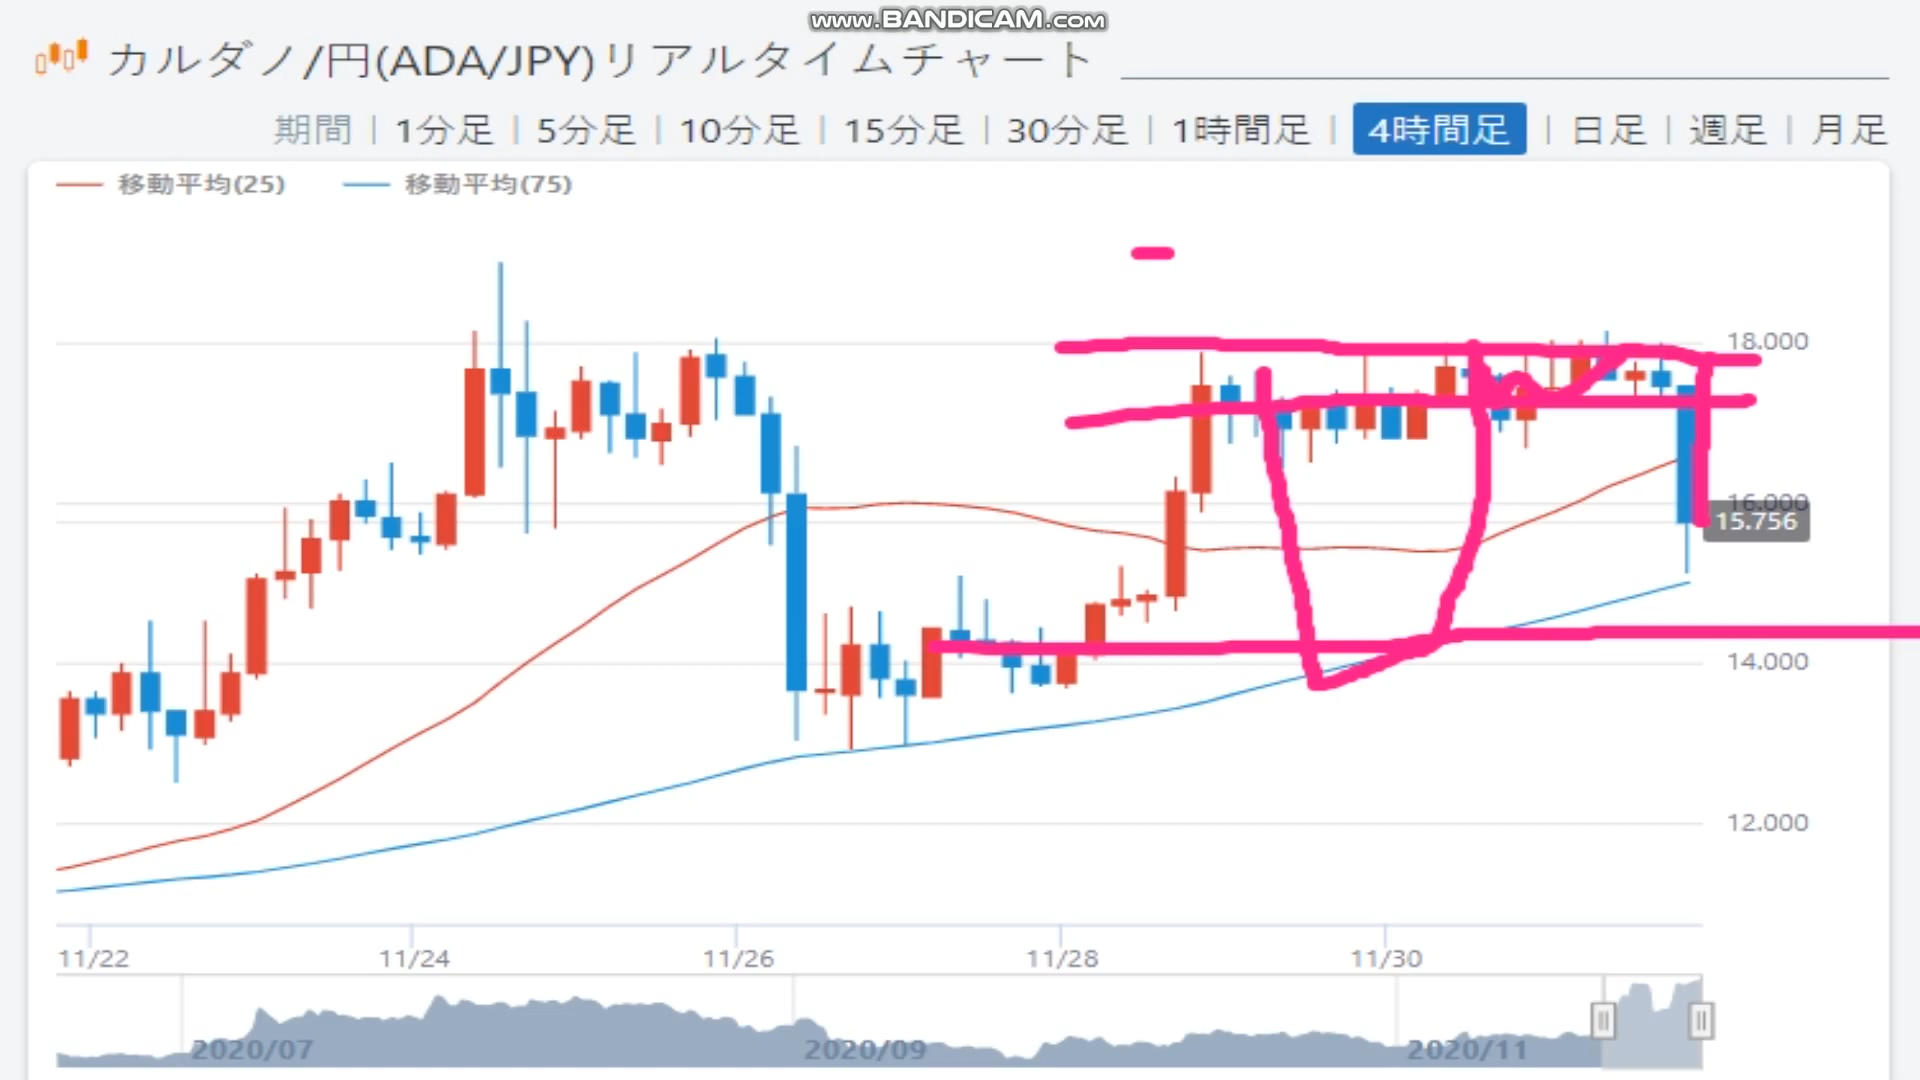 www.BANDICAM.com
カルダノ/円(ADA/JPY)リアルタイムチャート
期間 | 1分足 | 5分足 | 10分足 | 15分足 | 30分足 | 1時間足 | 4時間足 | 日足 | 週足 | 月足
移動平均(25) 移動平均(75)
18.000
16.000
15.756
14.000
12.000
11/22 11/24 11/26 11/28 11/30
2020/07 2020/09 2020/11